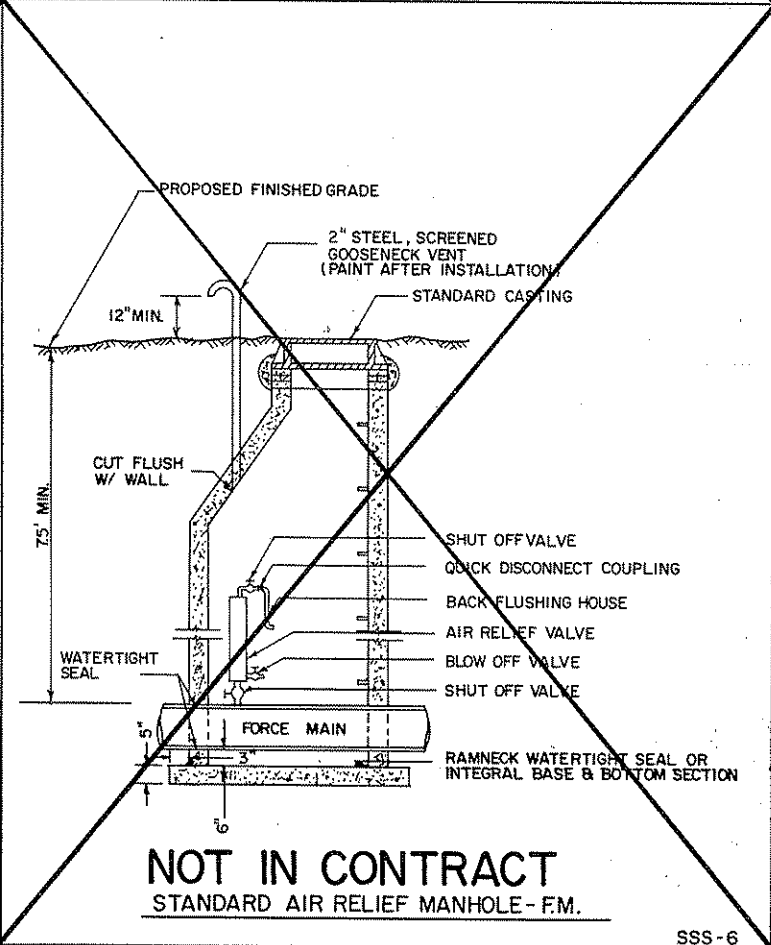 PROPOSED FINISHED GRADE
2" STEEL, SCREENED
GOOSENECK VENT
(PAINT AFTER INSTALLATION)
STANDARD CASTING
12" MIN.
CUT FLUSH
W/ WALL
7.5' MIN.
SHUT OFF VALVE
QUICK DISCONNECT COUPLING
BACK FLUSHING HOUSE
AIR RELIEF VALVE
BLOW OFF VALVE
SHUT OFF VALVE
WATERTIGHT
SEAL
FORCE MAIN
5"
3"
6"
RAMNECK WATERTIGHT SEAL OR
INTEGRAL BASE & BOTTOM SECTION
NOT IN CONTRACT
STANDARD AIR RELIEF MANHOLE - F.M.
SSS-6